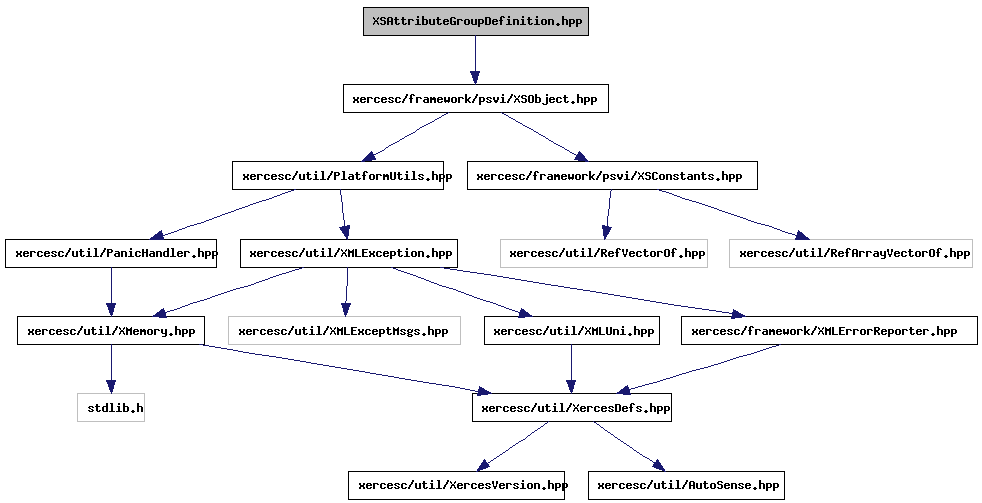 XSAttributeGroupDefinition.hpp
xercesc/framework/psvi/XSObject.hpp
xercesc/util/PlatformUtils.hpp
xercesc/framework/psvi/XSConstants.hpp
xercesc/util/PanicHandler.hpp
xercesc/util/XMLException.hpp
xercesc/util/RefVectorOf.hpp
xercesc/util/RefArrayVectorOf.hpp
xercesc/util/XMemory.hpp
xercesc/util/XMLExceptMsgs.hpp
xercesc/util/XMLUni.hpp
xercesc/framework/XMLErrorReporter.hpp
stdlib.h
xercesc/util/XercesDefs.hpp
xercesc/util/XercesVersion.hpp
xercesc/util/AutoSense.hpp